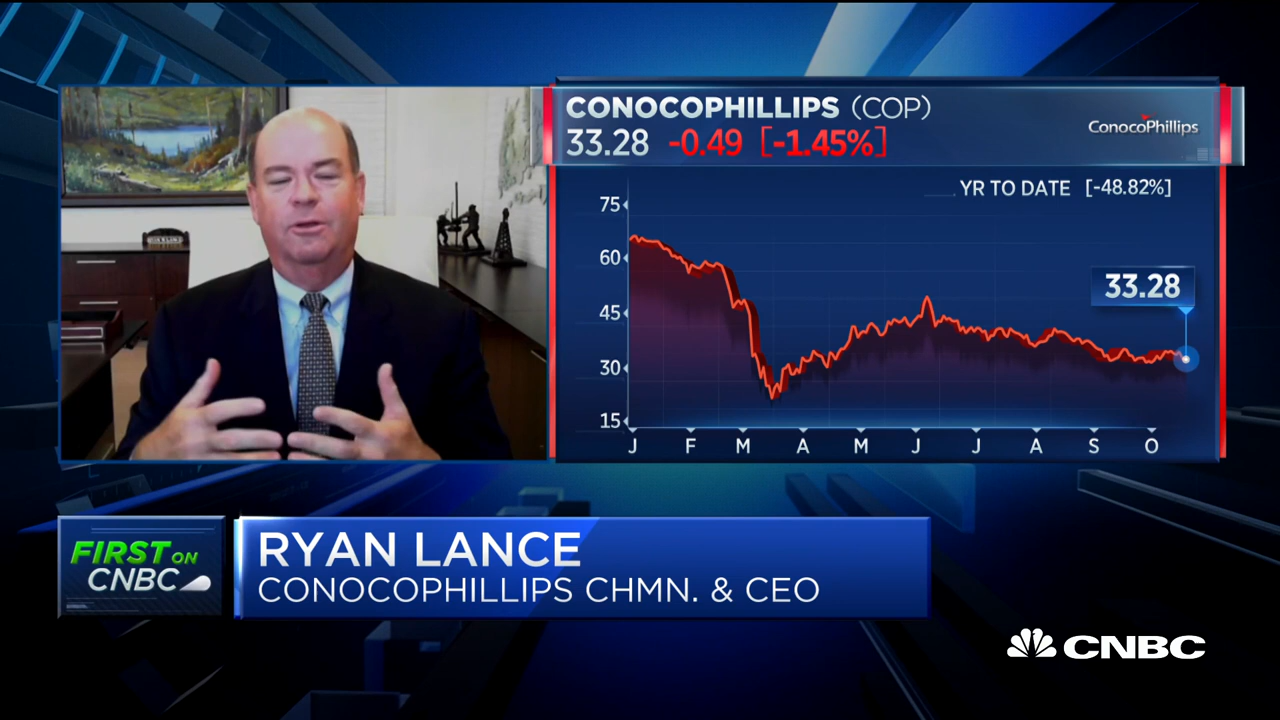 CONOCOPHILLIPS (COP)
33.28 -0.49 [-1.45%]
ConocoPhillips
YR TO DATE [-48.82%]
75
60
45
30
15
33.28
J F M A M J J A S O
FIRST ON
CNBC
RYAN LANCE
CONOCOPHILLIPS CHMN. & CEO
CNBC